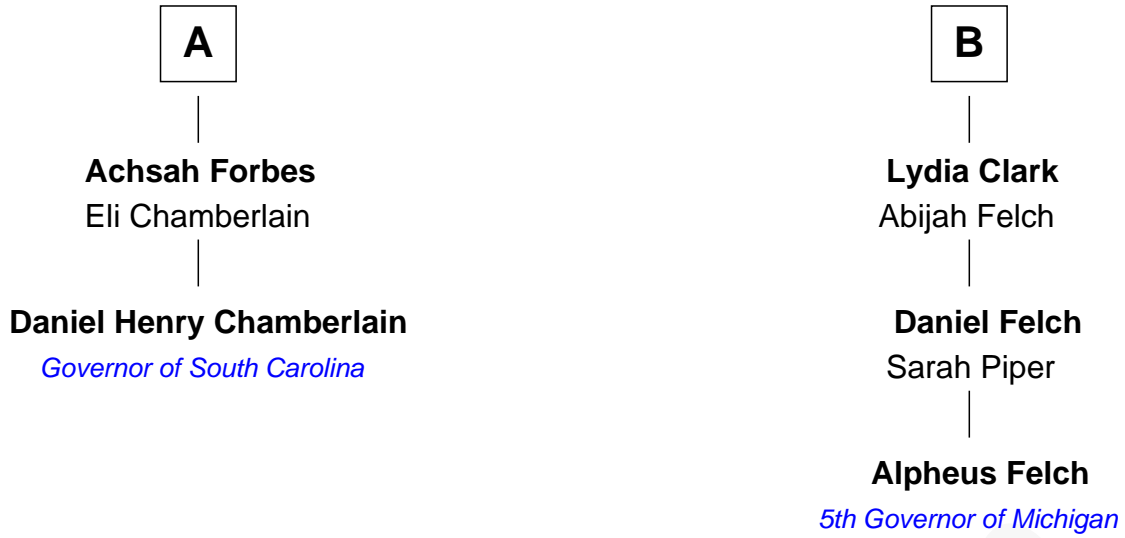 A
Achsah Forbes
Eli Chamberlain
Daniel Henry Chamberlain
Governor of South Carolina
B
Lydia Clark
Abijah Felch
Daniel Felch
Sarah Piper
Alpheus Felch
5th Governor of Michigan